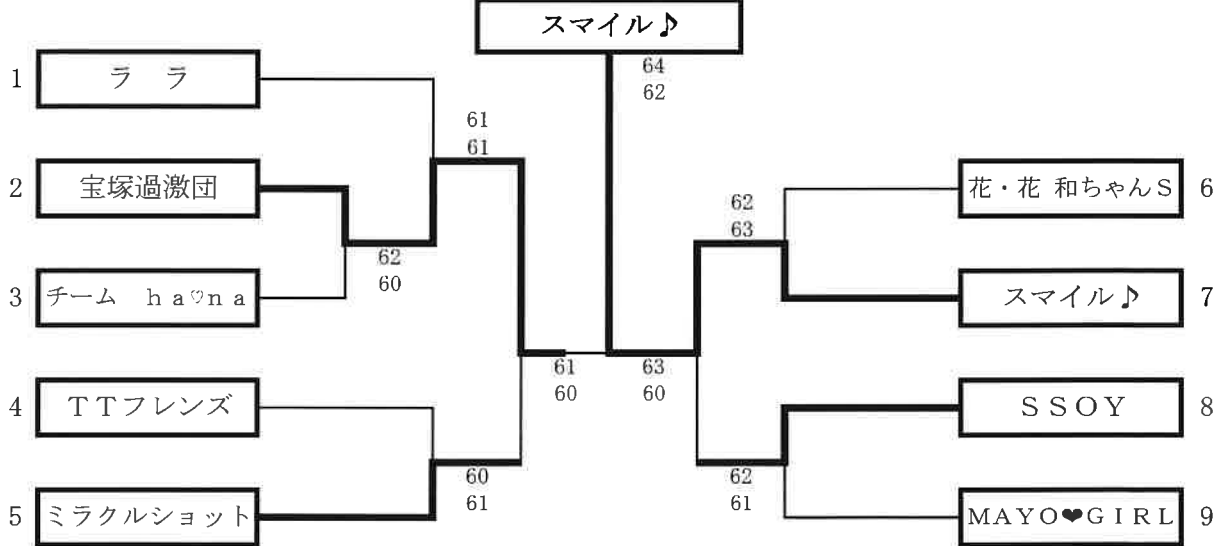 スマイル♪
64
62
1 ラ ラ
61
61
2 宝塚過激団
62
60
3 チーム ｈａ♡ｎａ
61
60
4 ＴＴフレンズ
60
61
5 ミラクルショット
花・花 和ちゃんＳ 6
62
63
スマイル♪ 7
63
60
ＳＳＯＹ 8
62
61
ＭＡＹＯ❤ＧＩＲＬ 9